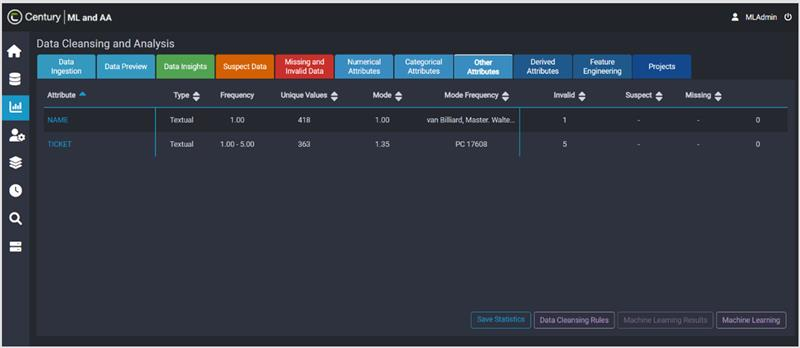 Century | ML and AA
MLAdmin
Data Cleansing and Analysis
Data Ingestion
Data Preview
Data Insights
Suspect Data
Missing and Invalid Data
Numerical Attributes
Categorical Attributes
Other Attributes
Derived Attributes
Feature Engineering
Projects
Attribute Type Frequency Unique Values Mode Mode Frequency Invalid Suspect Missing
NAME Textual 1.00 418 1.00 van Billiard, Master. Walte... 1 - - 0
TICKET Textual 1.00 - 5.00 363 1.35 PC 17608 5 - - 0
Save Statistics Data Cleansing Rules Machine Learning Results Machine Learning